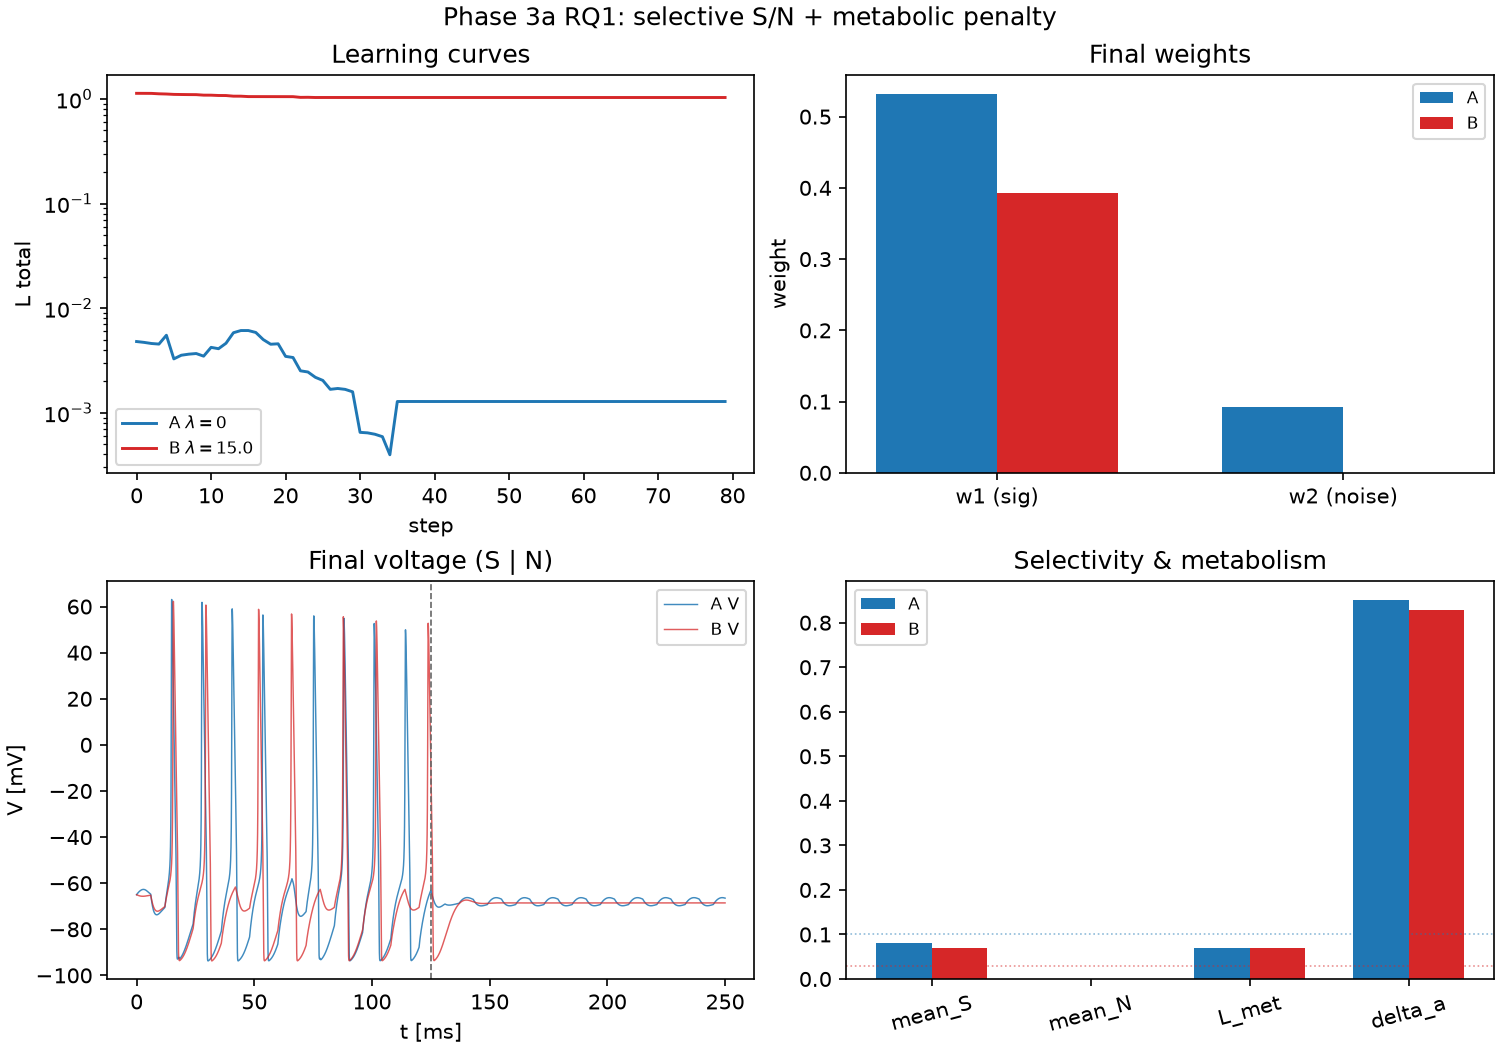 Phase 3a RQ1: selective S/N + metabolic penalty
Learning curves
L total
10⁰
10⁻¹
10⁻²
10⁻³
A λ = 0
B λ = 15.0
0 10 20 30 40 50 60 70 80
step
Final weights
weight
0.5
0.4
0.3
0.2
0.1
0.0
A
B
w1 (sig) w2 (noise)
Final voltage (S | N)
V [mV]
60
40
20
0
−20
−40
−60
−80
−100
A V
B V
0 50 100 150 200 250
t [ms]
Selectivity & metabolism
0.8
0.7
0.6
0.5
0.4
0.3
0.2
0.1
0.0
A
B
mean_S mean_N L_met delta_a